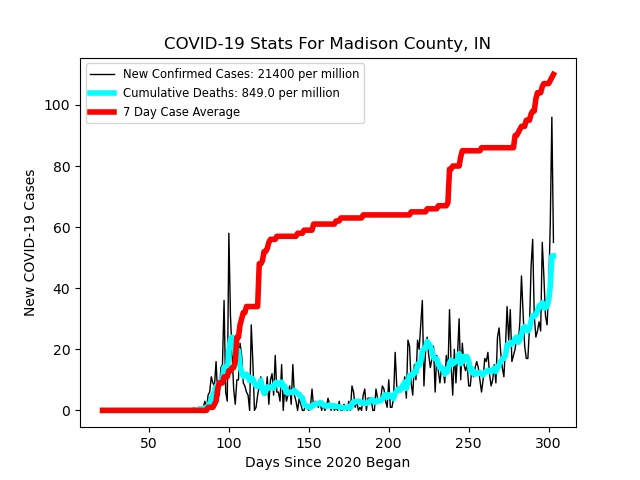 COVID-19 Stats For Madison County, IN
New Confirmed Cases: 21400 per million
Cumulative Deaths: 849.0 per million
7 Day Case Average
New COVID-19 Cases
100
80
60
40
20
0
50
100
150
200
250
300
Days Since 2020 Began